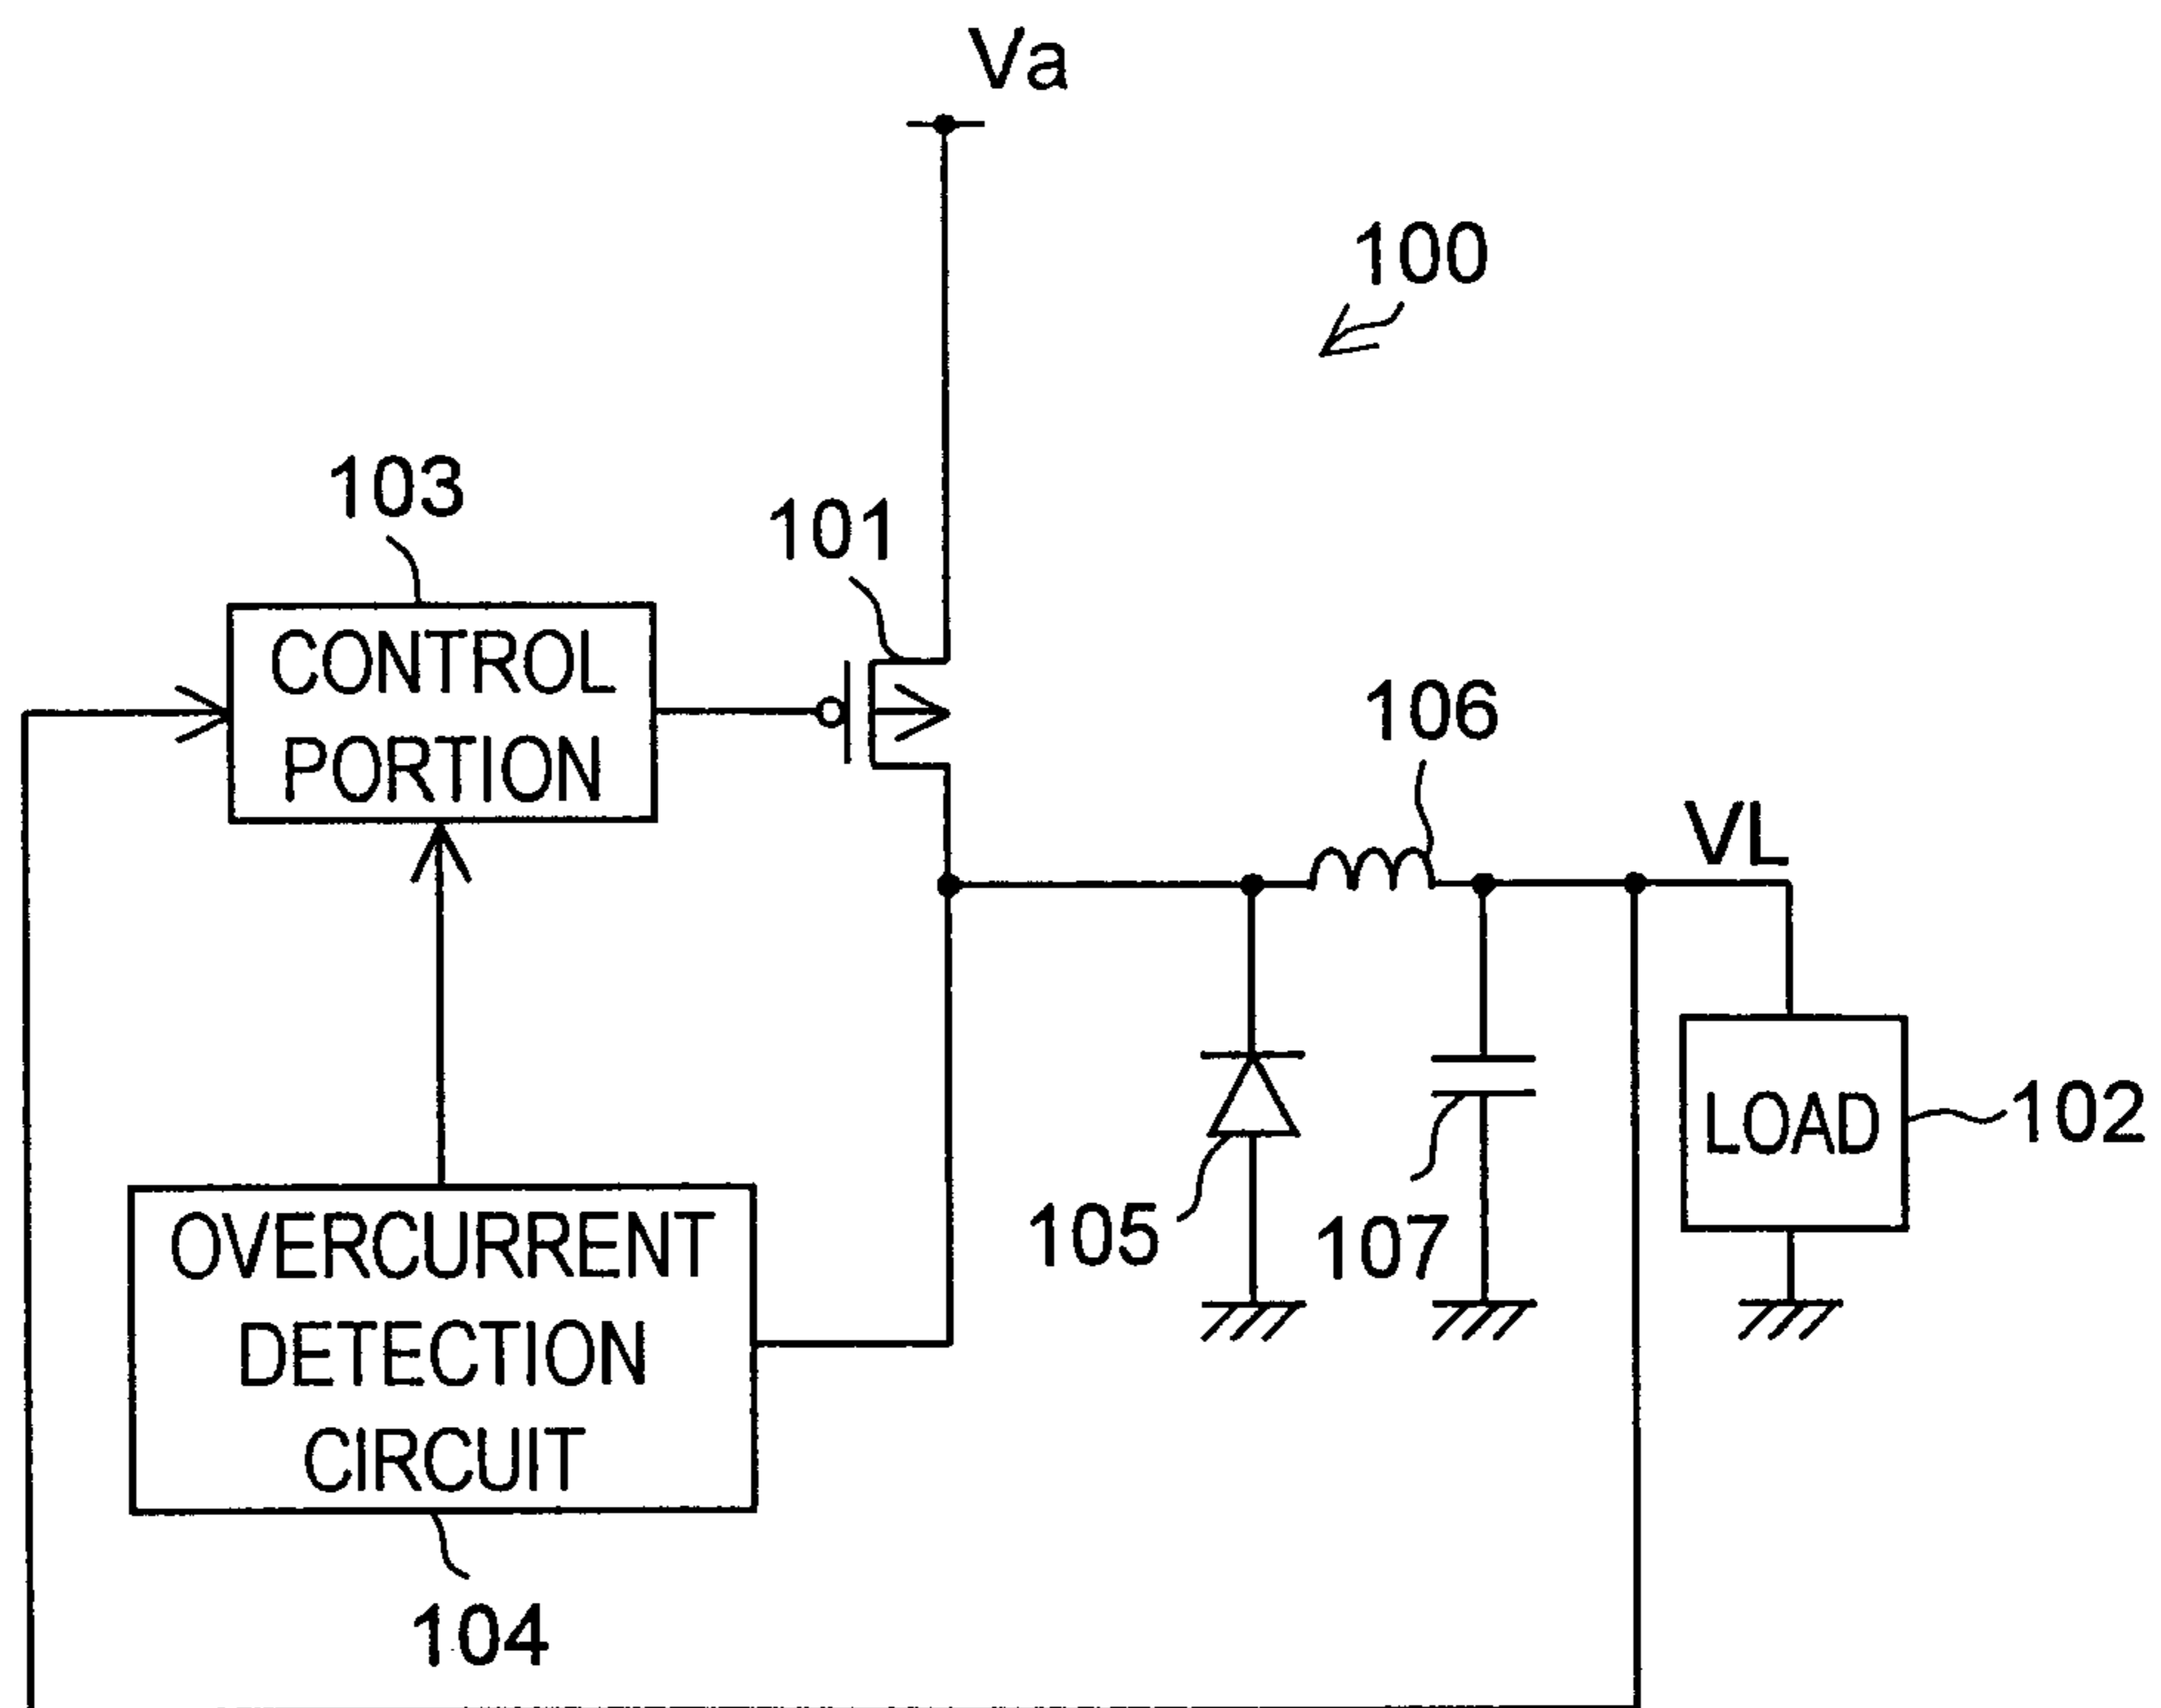 Va
100
103
101
CONTROL
PORTION
106
VL
LOAD
102
105
107
OVERCURRENT
DETECTION
CIRCUIT
104